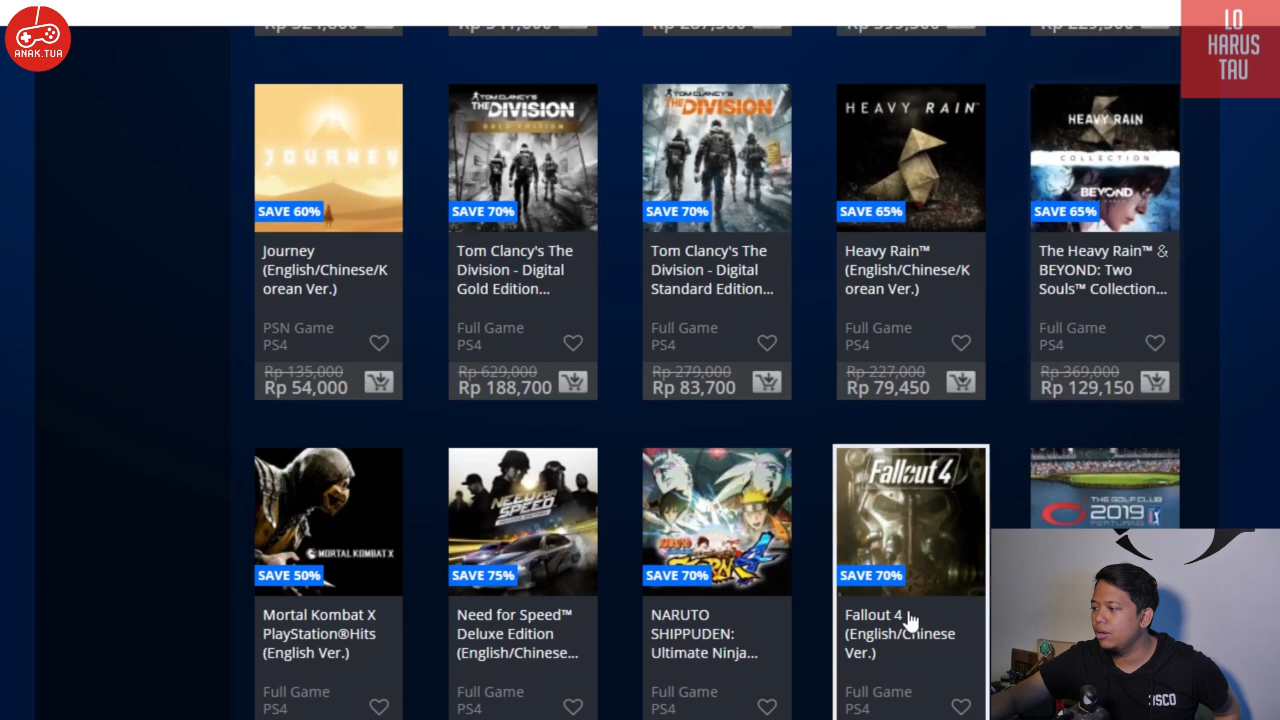 ANAK.TUA
LO
HARUS
TAU
Rp 324,800
JOURNEY
SAVE 60%
Journey
(English/Chinese/K
orean Ver.)
PSN Game
PS4
Rp 135,000
Rp 54,000
TOM CLANCY'S
THE DIVISION
GOLD EDITION
SAVE 70%
Tom Clancy's The
Division - Digital
Gold Edition...
Full Game
PS4
Rp 629,000
Rp 188,700
TOM CLANCY'S
THE DIVISION
SAVE 70%
Tom Clancy's The
Division - Digital
Standard Edition...
Full Game
PS4
Rp 279,000
Rp 83,700
HEAVY RAIN™
SAVE 65%
Heavy Rain™
(English/Chinese/K
orean Ver.)
Full Game
PS4
Rp 227,000
Rp 79,450
HEAVY RAIN
COLLECTION
BEYOND
SAVE 65%
The Heavy Rain™ &
BEYOND: Two
Souls™ Collection...
Full Game
PS4
Rp 369,000
Rp 129,150
MORTAL KOMBAT X
SAVE 50%
Mortal Kombat X
PlayStation®Hits
(English Ver.)
Full Game
PS4
NEED FOR
SPEED
SAVE 75%
Need for Speed™
Deluxe Edition
(English/Chinese...
Full Game
PS4
SAVE 70%
NARUTO
SHIPPUDEN:
Ultimate Ninja...
Full Game
PS4
Fallout 4
SAVE 70%
Fallout 4
(English/Chinese
Ver.)
Full Game
PS4
THE GOLF CLUB
2019
FEATURING